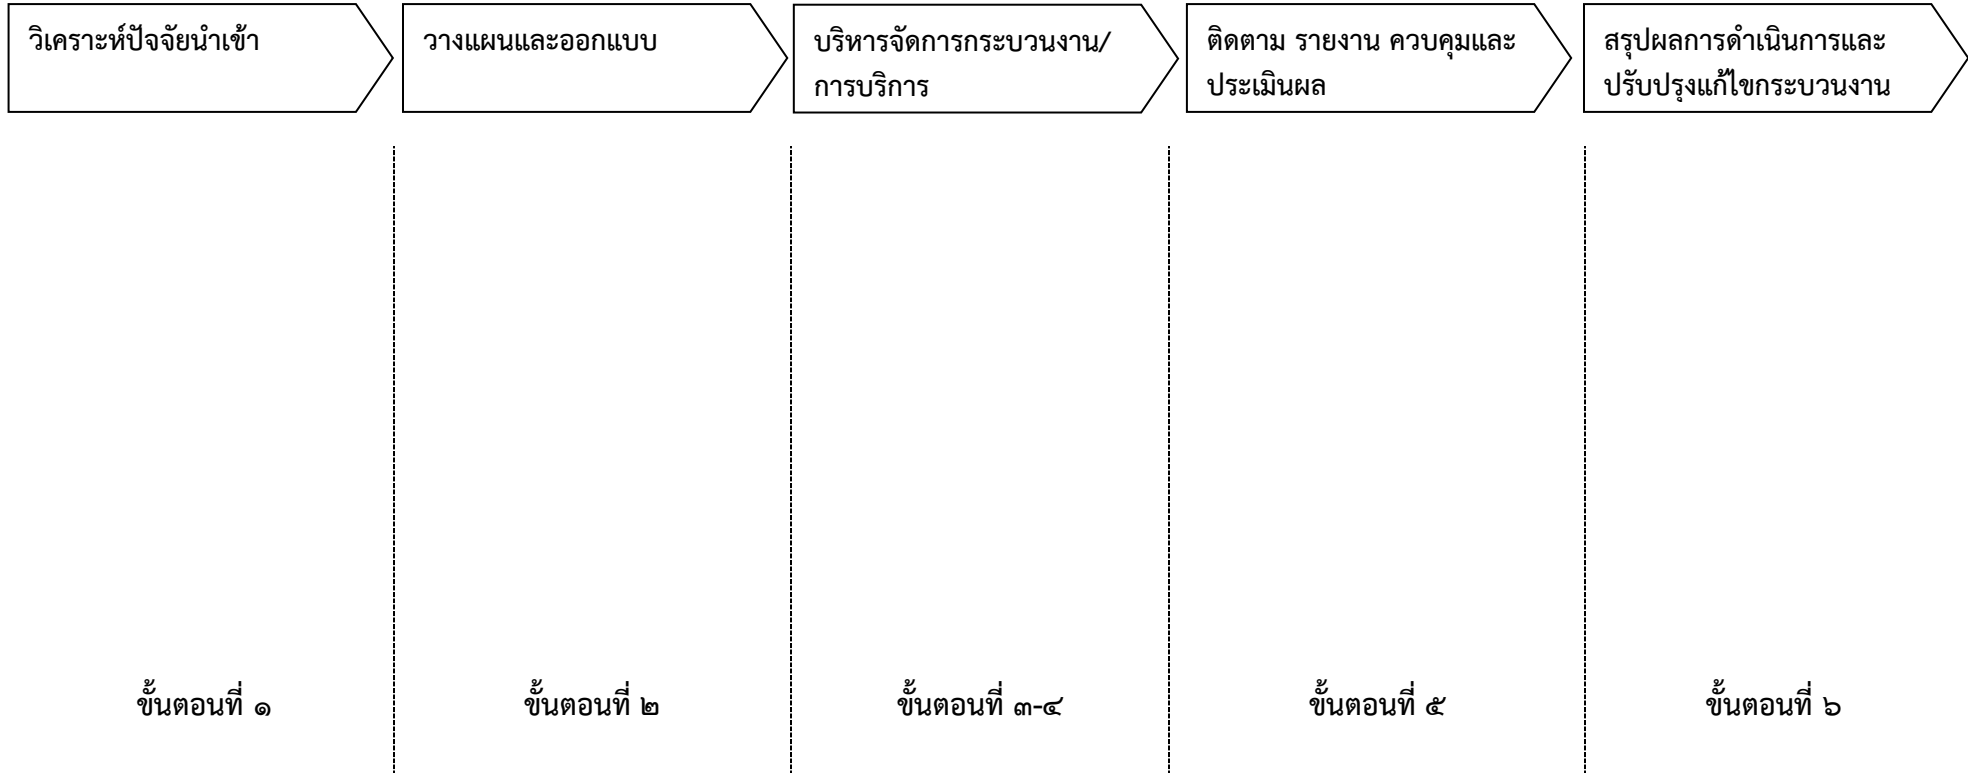 วิเคราะห์ปัจจัยนำเข้า
วางแผนและออกแบบ
บริหารจัดการกระบวนงาน/
การบริการ
ติดตาม รายงาน ควบคุมและ
ประเมินผล
สรุปผลการดำเนินการและ
ปรับปรุงแก้ไขกระบวนงาน
ขั้นตอนที่ ๑
ขั้นตอนที่ ๒
ขั้นตอนที่ ๓-๔
ขั้นตอนที่ ๕
ขั้นตอนที่ ๖